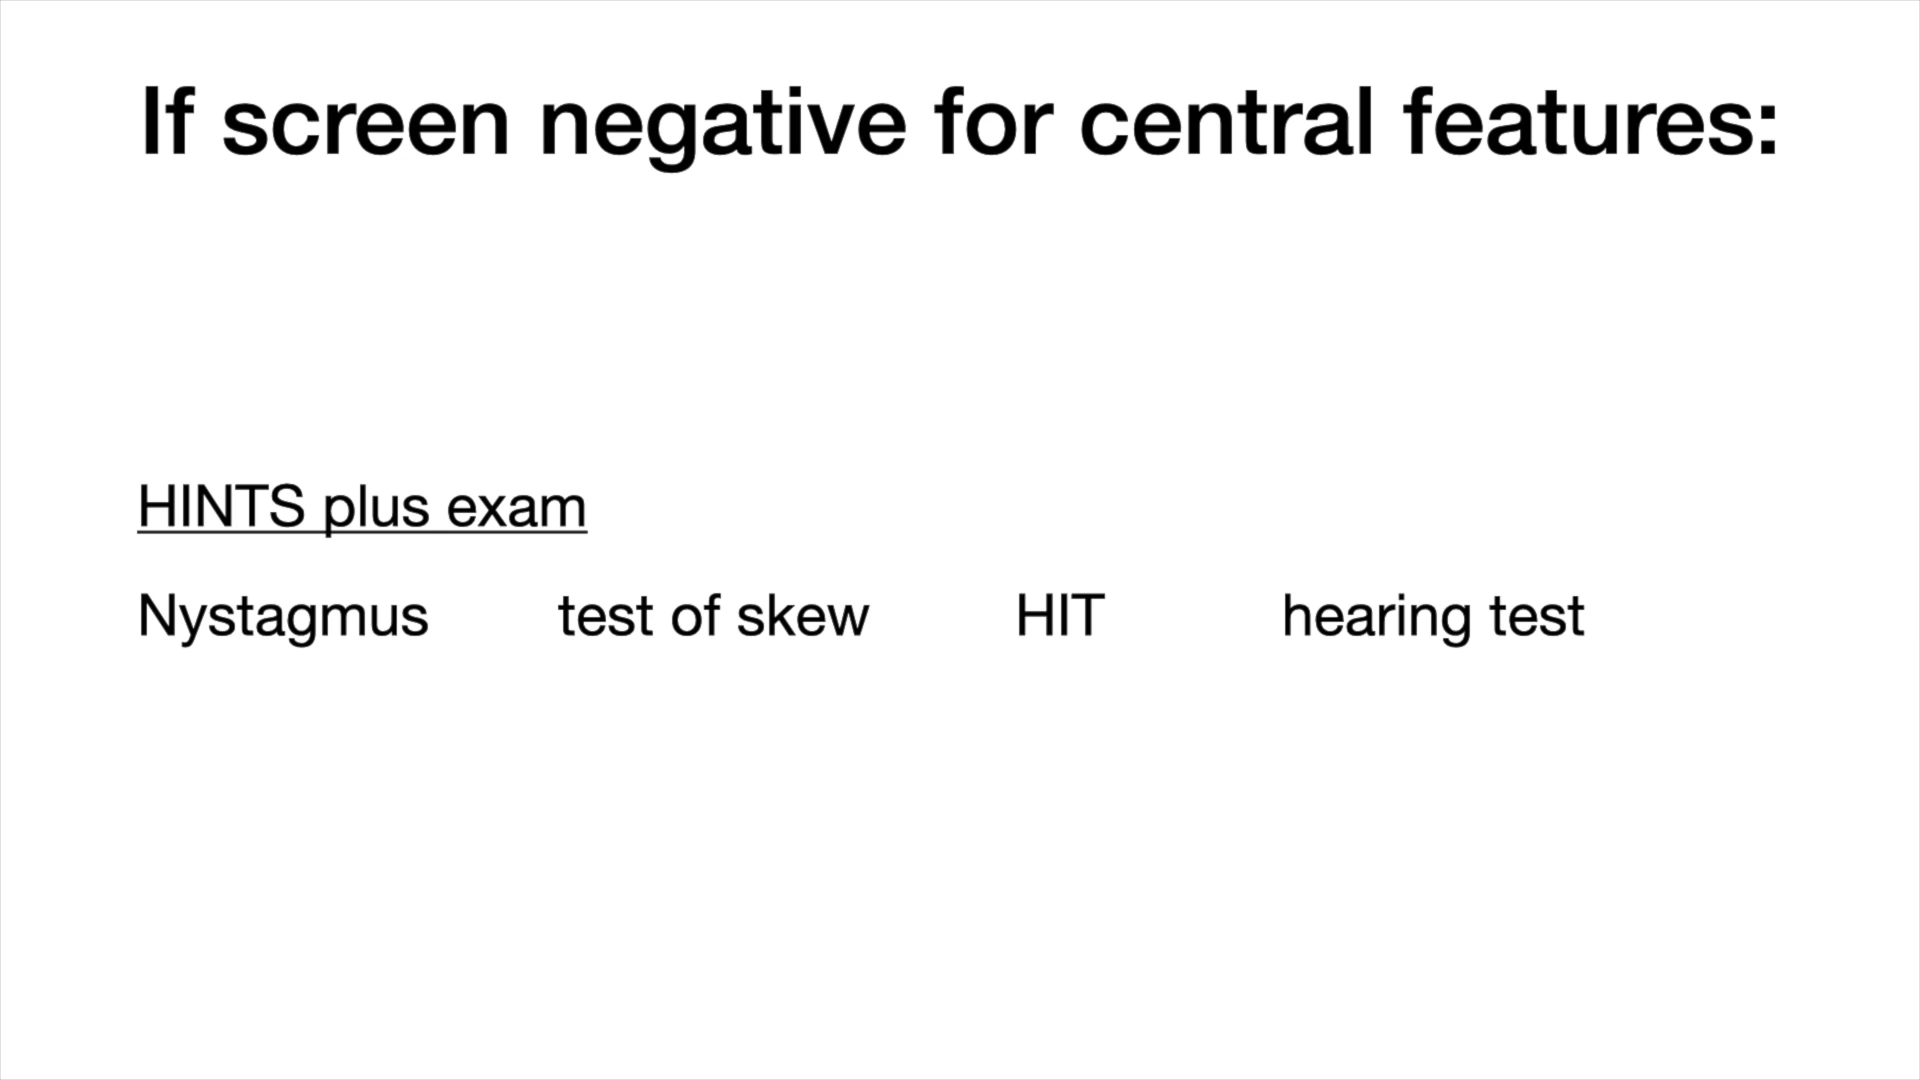 If screen negative for central features:
HINTS plus exam
Nystagmus test of skew HIT hearing test